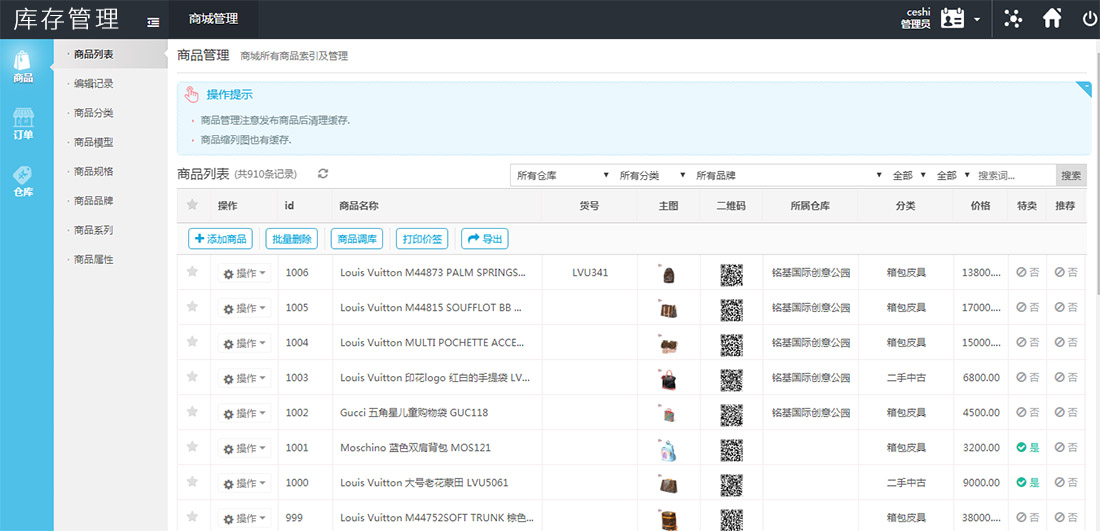 库存管理 商城管理 ceshi 管理员
商品
订单
仓库
· 商品列表
· 编辑记录
· 商品分类
· 商品模型
· 商品规格
· 商品品牌
· 商品系列
· 商品属性
商品管理 商城所有商品索引及管理
操作提示
商品管理注意发布商品后清理缓存.
商品缩列图也有缓存.
商品列表 (共910条记录) 所有仓库 所有分类 所有品牌 全部 全部 搜索词... 搜索
操作 id 商品名称 货号 主图 二维码 所属仓库 分类 价格 特卖 推荐
添加商品 批量删除 商品调库 打印价签 导出
操作 1006 Louis Vuitton M44873 PALM SPRINGS... LVU341 铭基国际创意公园 箱包皮具 13800.... 否 否
操作 1005 Louis Vuitton M44815 SOUFFLOT BB ... 铭基国际创意公园 箱包皮具 17000.... 否 否
操作 1004 Louis Vuitton MULTI POCHETTE ACCE... 铭基国际创意公园 箱包皮具 15000.... 否 否
操作 1003 Louis Vuitton 印花logo 红白的手提袋 LV... 铭基国际创意公园 二手中古 6800.00 否 否
操作 1002 Gucci 五角星儿童购物袋 GUC118 铭基国际创意公园 箱包皮具 4500.00 否 否
操作 1001 Moschino 蓝色双肩背包 MOS121 箱包皮具 3200.00 是 否
操作 1000 Louis Vuitton 大号老花蒙田 LVU5061 二手中古 9000.00 是 否
操作 999 Louis Vuitton M44752SOFT TRUNK 棕色... 箱包皮具 38000.... 否 否